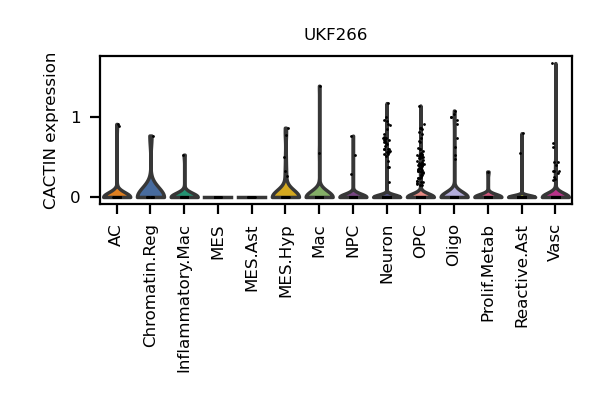 UKF266
CACTIN expression
1
0
AC
Chromatin.Reg
Inflammatory.Mac
MES
MES.Ast
MES.Hyp
Mac
NPC
Neuron
OPC
Oligo
Prolif.Metab
Reactive.Ast
Vasc